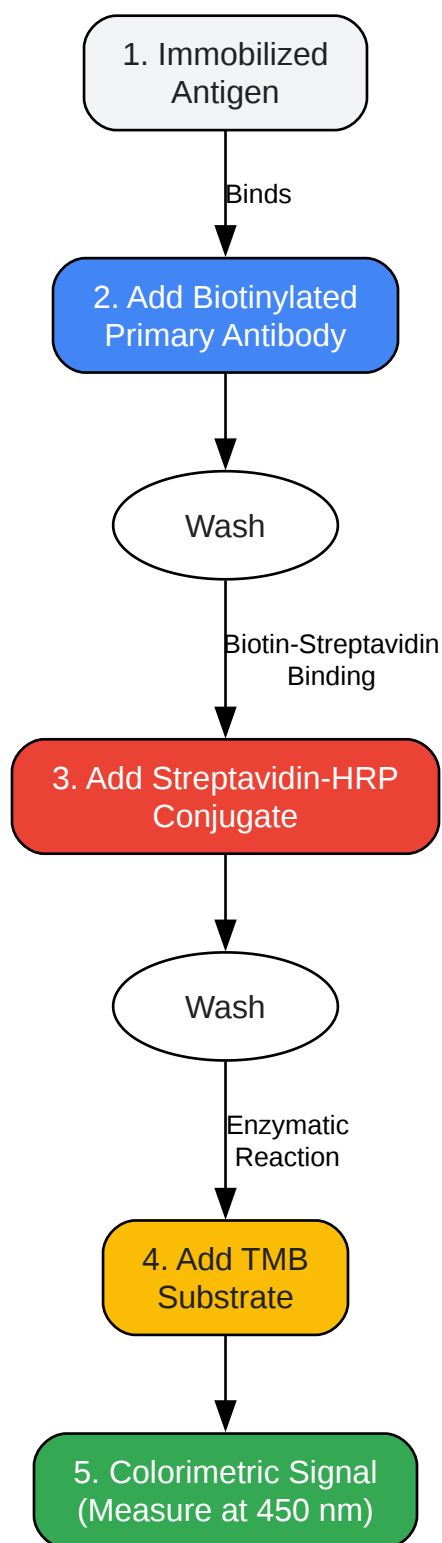 1. Immobilized
Antigen
Binds
2. Add Biotinylated
Primary Antibody
Wash
Biotin-Streptavidin
Binding
3. Add Streptavidin-HRP
Conjugate
Wash
Enzymatic
Reaction
4. Add TMB
Substrate
5. Colorimetric Signal
(Measure at 450 nm)